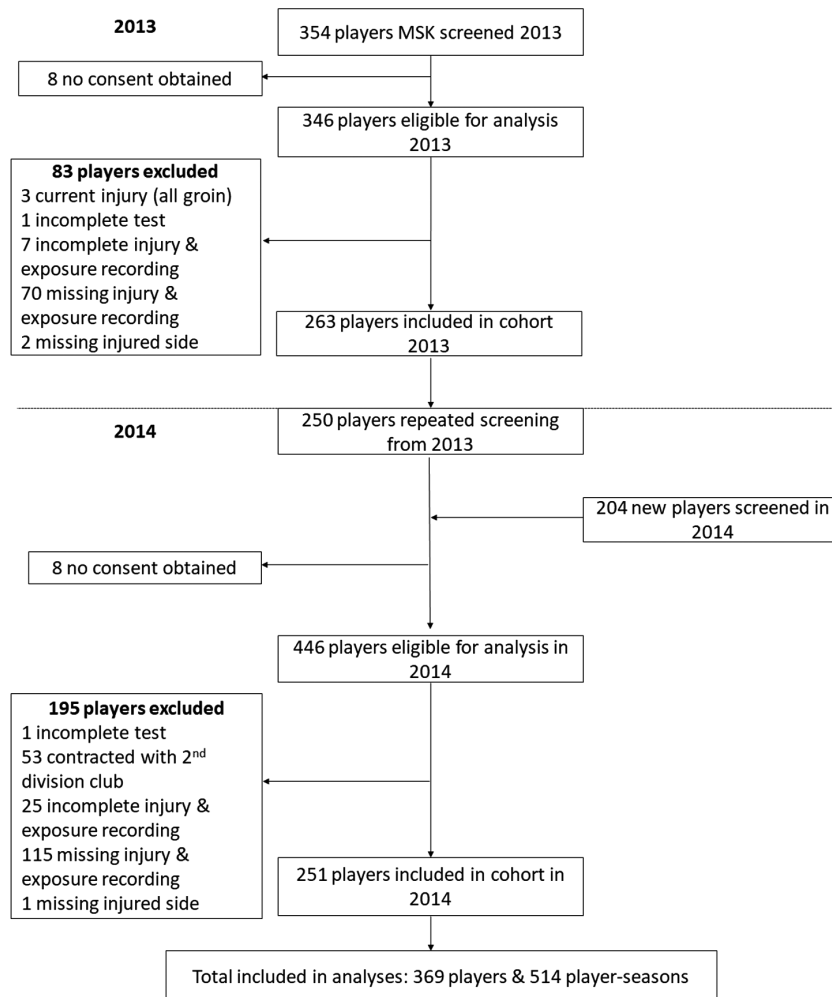 2013
354 players MSK screened 2013
8 no consent obtained
346 players eligible for analysis
2013
83 players excluded
3 current injury (all groin)
1 incomplete test
7 incomplete injury &
exposure recording
70 missing injury &
exposure recording
2 missing injured side
263 players included in cohort
2013
2014
250 players repeated screening
from 2013
204 new players screened in
2014
8 no consent obtained
446 players eligible for analysis in
2014
195 players excluded
1 incomplete test
53 contracted with 2nd
division club
25 incomplete injury &
exposure recording
115 missing injury &
exposure recording
1 missing injured side
251 players included in cohort in
2014
Total included in analyses: 369 players & 514 player-seasons